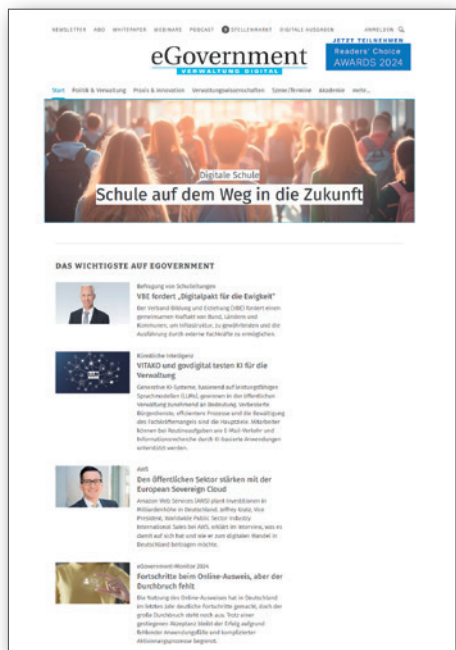 NEWSLETTER ABO WHITEPAPER WEBINARE PODCAST STELLENMARKT DIGITALE AUSGABEN ANMELDEN
JETZT TEILNEHMEN
eGovernment
VERWALTUNG DIGITAL
Readers' Choice
AWARDS 2024
Start Politik & Verwaltung Praxis & Innovation Verwaltungswissenschaften Szene/Termine Akademie mehr...
Digitale Schule
Schule auf dem Weg in die Zukunft
DAS WICHTIGSTE AUF EGOVERNMENT
Befragung von Schulleitungen
VBE fordert „Digitalpakt für die Ewigkeit“
Der Verband Bildung und Erziehung (VBE) fordert einen
gemeinsamen Kraftakt von Bund, Ländern und
Kommunen, um Infrastruktur, zu gewährleisten und die
Ausführung durch externe Fachkräfte zu ermöglichen.
Künstliche Intelligenz
VITAKO und govdigital testen KI für die
Verwaltung
Generative KI-Systeme, basierend auf leistungsfähigen
Sprachmodellen (LLMs), gewinnen in der öffentlichen
Verwaltung zunehmend an Bedeutung. Verbesserte
Bürgerdienste, effizientere Prozesse und die Bewältigung
des Fachkräftemangels sind die Hauptziele. Mitarbeiter
können bei Routineaufgaben wie E-Mail-Verkehr und
Informationsrecherche durch KI-basierte Anwendungen
unterstützt werden.
AWS
Den öffentlichen Sektor stärken mit der
European Sovereign Cloud
Amazon Web Services (AWS) plant Investitionen in
Milliardenhöhe in Deutschland. Jeffrey Kratz, Vice
President, Worldwide Public Sector Industry
International Sales bei AWS, erklärt im Interview, was es
damit auf sich hat und wie er zum digitalen Wandel in
Deutschland beitragen möchte.
eGovernment-Monitor 2024
Fortschritte beim Online-Ausweis, aber der
Durchbruch fehlt
Die Nutzung des Online-Ausweises hat in Deutschland
im letzten Jahr deutliche Fortschritte gemacht, doch der
große Durchbruch steht noch aus. Trotz einer
gestiegenen Akzeptanz bleibt der Erfolg aufgrund
fehlender Anwendungsfälle und komplizierter
Aktivierungsprozesse begrenzt.